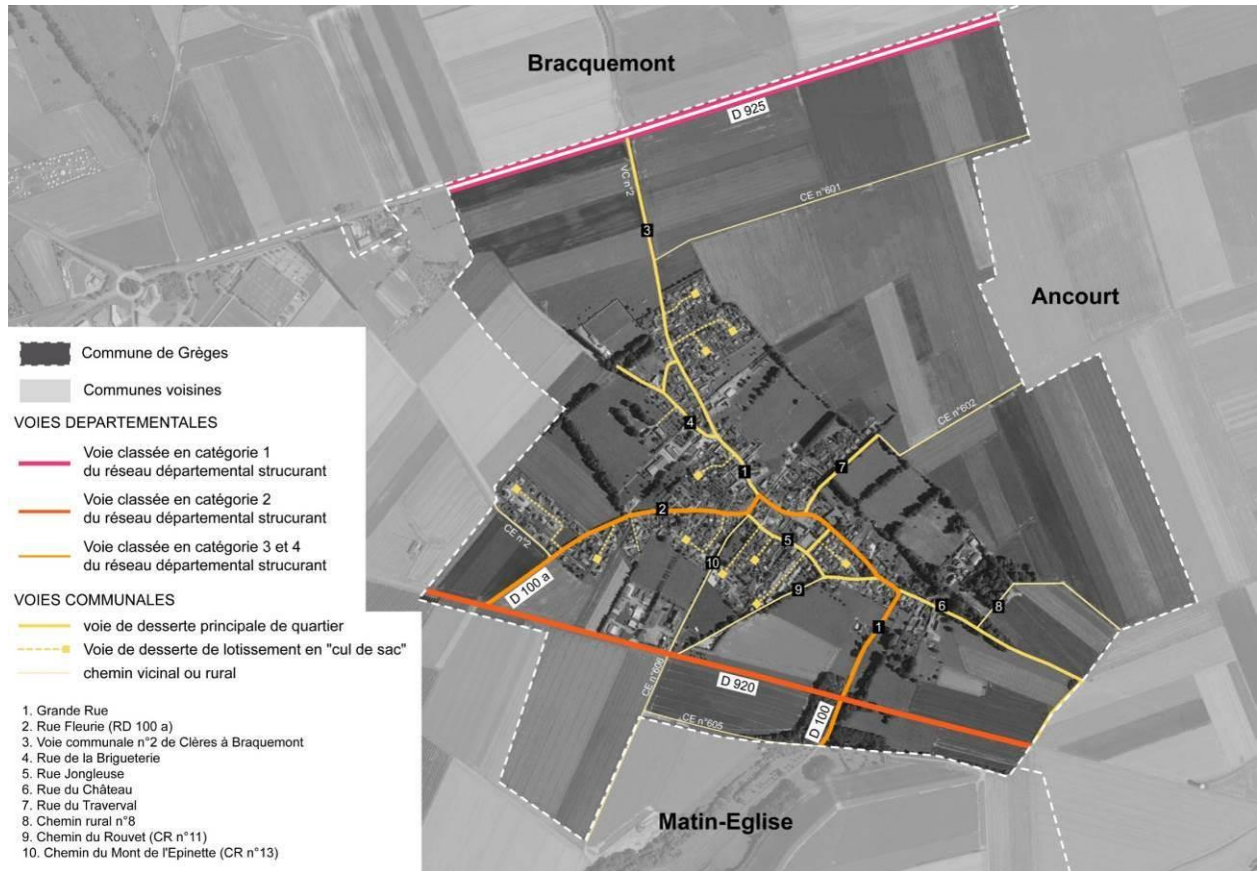 Bracquemont
D 925
VC n°2
3
CE n°601
Ancourt
CE n°602
4
7
1
2
5
CE n°2
10
9
6
8
D 100 a
1
CE n°606
D 920
CE n°605
D 100
Matin-Eglise
Commune de Grèges
Communes voisines
VOIES DEPARTEMENTALES
Voie classée en catégorie 1
du réseau départemental strucurant
Voie classée en catégorie 2
du réseau départemental strucurant
Voie classée en catégorie 3 et 4
du réseau départemental strucurant
VOIES COMMUNALES
voie de desserte principale de quartier
Voie de desserte de lotissement en "cul de sac"
chemin vicinal ou rural
1. Grande Rue
2. Rue Fleurie (RD 100 a)
3. Voie communale n°2 de Clères à Braquemont
4. Rue de la Brigueterie
5. Rue Jongleuse
6. Rue du Château
7. Rue du Traverval
8. Chemin rural n°8
9. Chemin du Rouvet (CR n°11)
10. Chemin du Mont de l'Epinette (CR n°13)